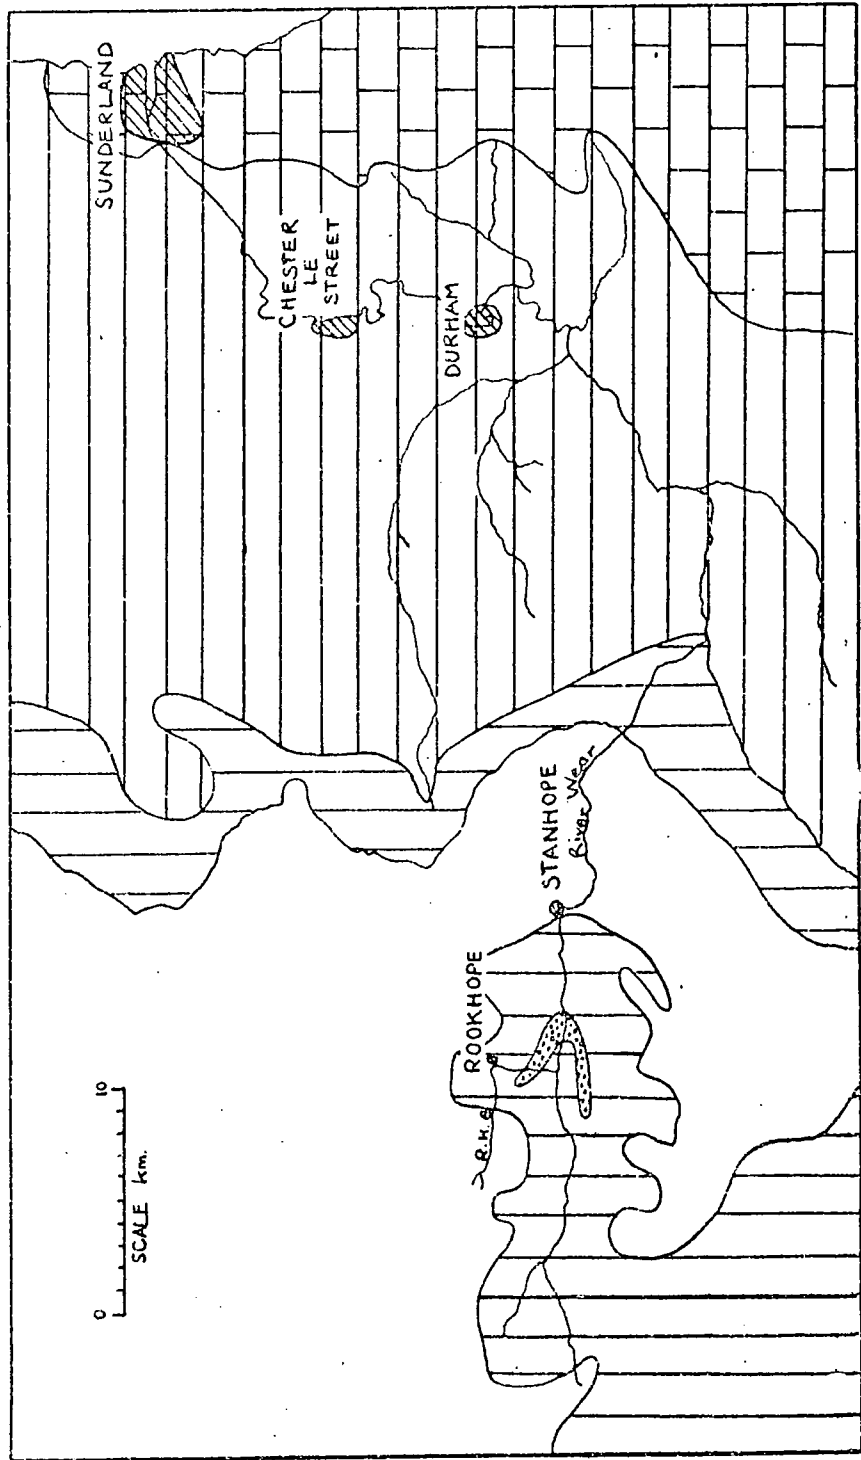 SUNDERLAND
CHESTER
LE
STREET
DURHAM
STANHOPE
River Wear
ROOKHOPE
R.H.B
0 10
SCALE km.